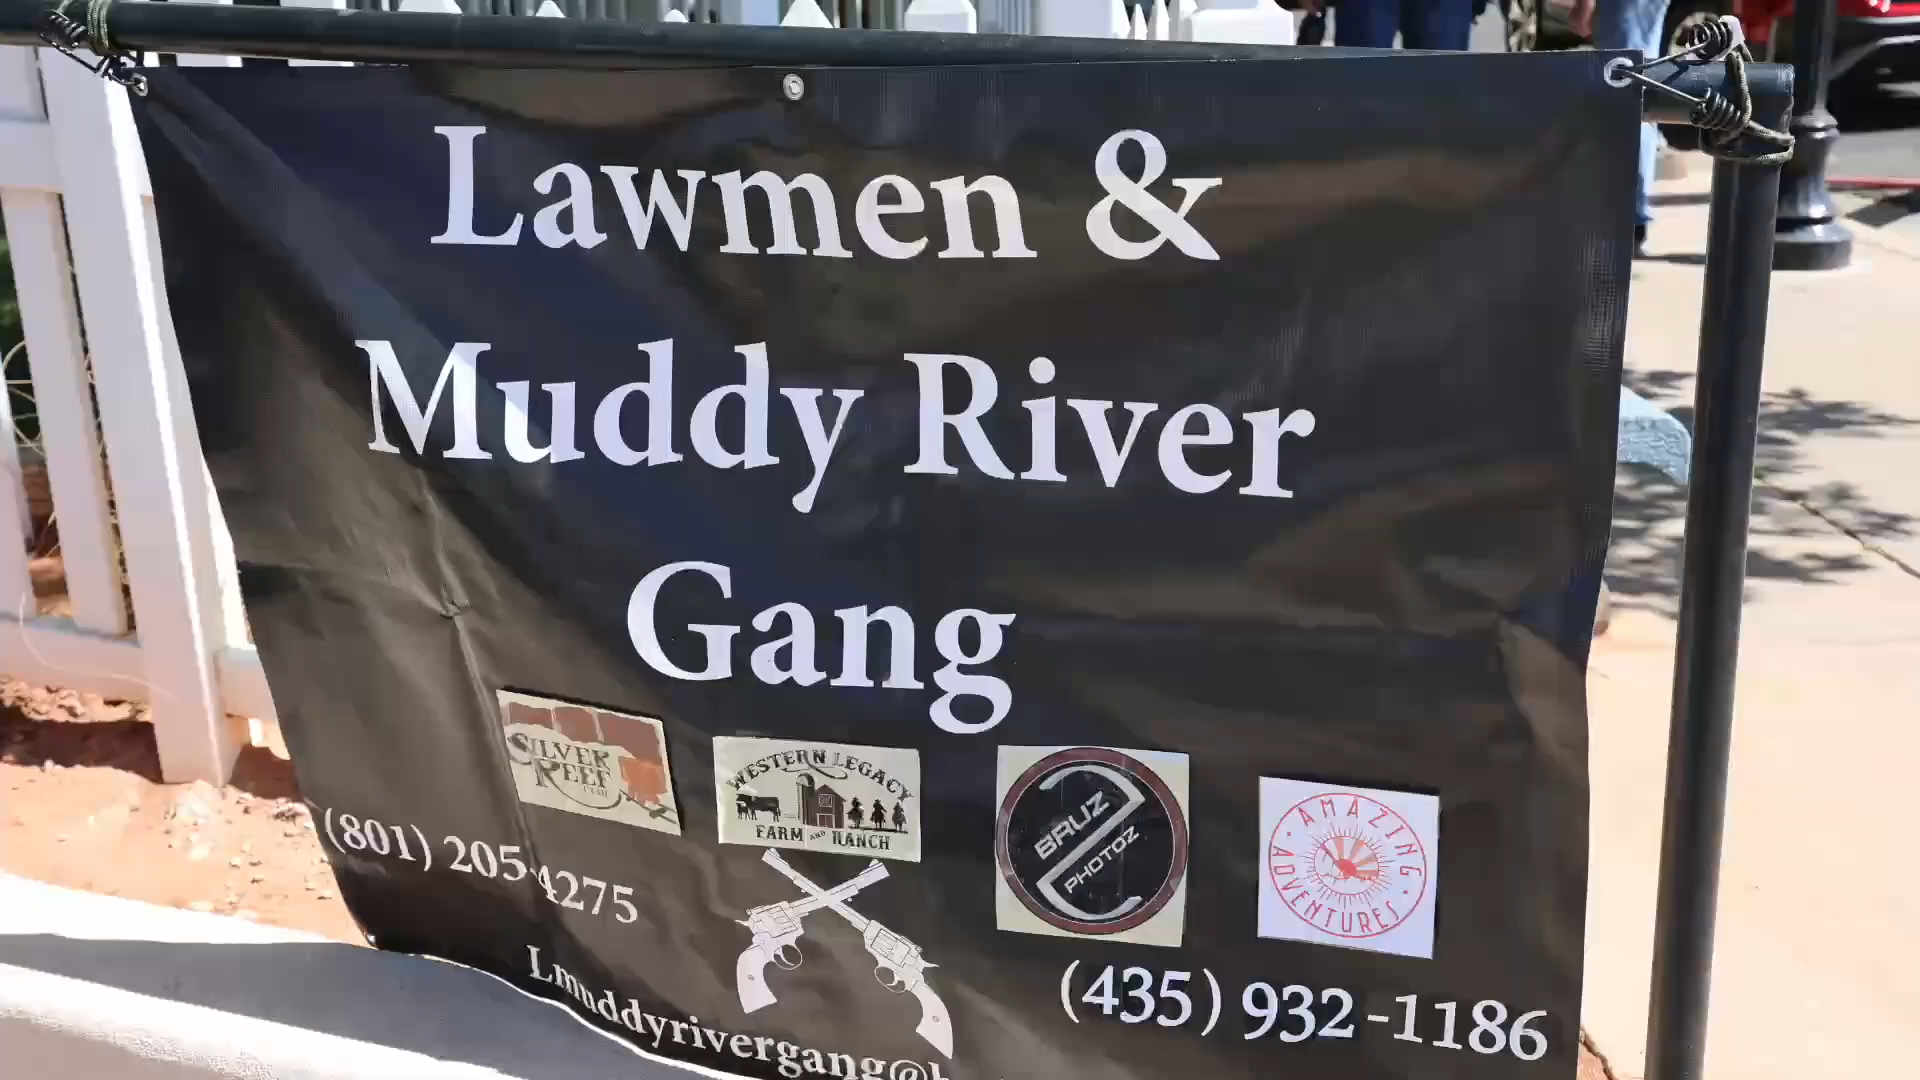 Lawmen &
Muddy River
Gang
SILVER
REEF
UTAH
WESTERN LEGACY
FARM AND RANCH
BRUZ
PHOTOZ
AMAZING
ADVENTURES
(801) 205-4275
(435) 932-1186
Lmuddyrivergang@